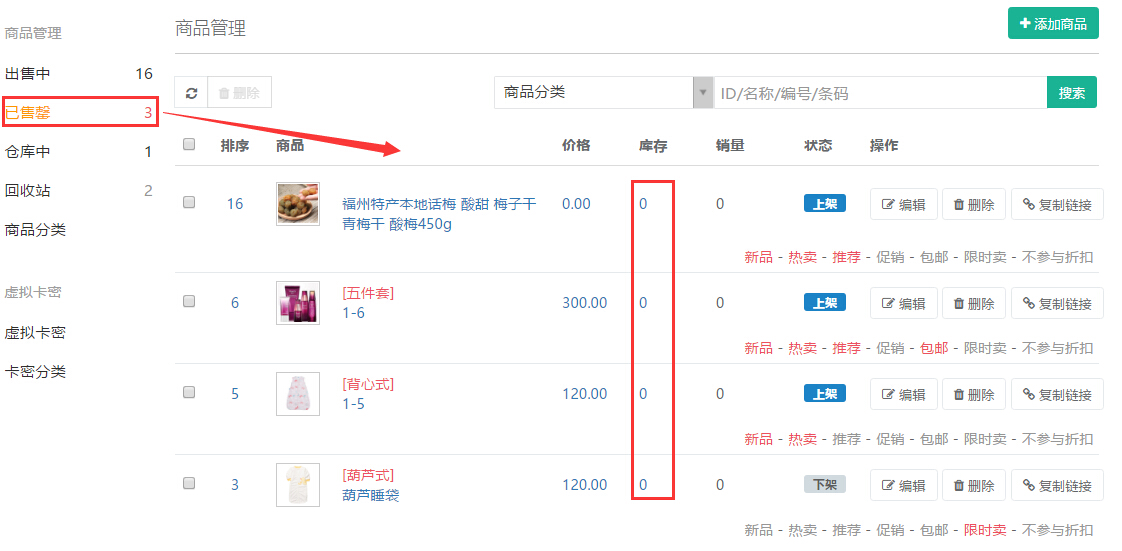 商品管理
出售中 16
已售罄 3
仓库中 1
回收站 2
商品分类
虚拟卡密
虚拟卡密
卡密分类
商品管理 添加商品
删除 商品分类 ID/名称/编号/条码 搜索
排序 商品 价格 库存 销量 状态 操作
16 福州特产本地话梅 酸甜 梅子干 0.00 0 0 上架 编辑 删除 复制链接
青梅干 酸梅450g
新品 - 热卖 - 推荐 - 促销 - 包邮 - 限时卖 - 不参与折扣
[五件套]
6 1-6 300.00 0 0 上架 编辑 删除 复制链接
新品 - 热卖 - 推荐 - 促销 - 包邮 - 限时卖 - 不参与折扣
[背心式]
5 1-5 120.00 0 0 上架 编辑 删除 复制链接
新品 - 热卖 - 推荐 - 促销 - 包邮 - 限时卖 - 不参与折扣
[葫芦式]
3 葫芦睡袋 120.00 0 0 下架 编辑 删除 复制链接
新品 - 热卖 - 推荐 - 促销 - 包邮 - 限时卖 - 不参与折扣